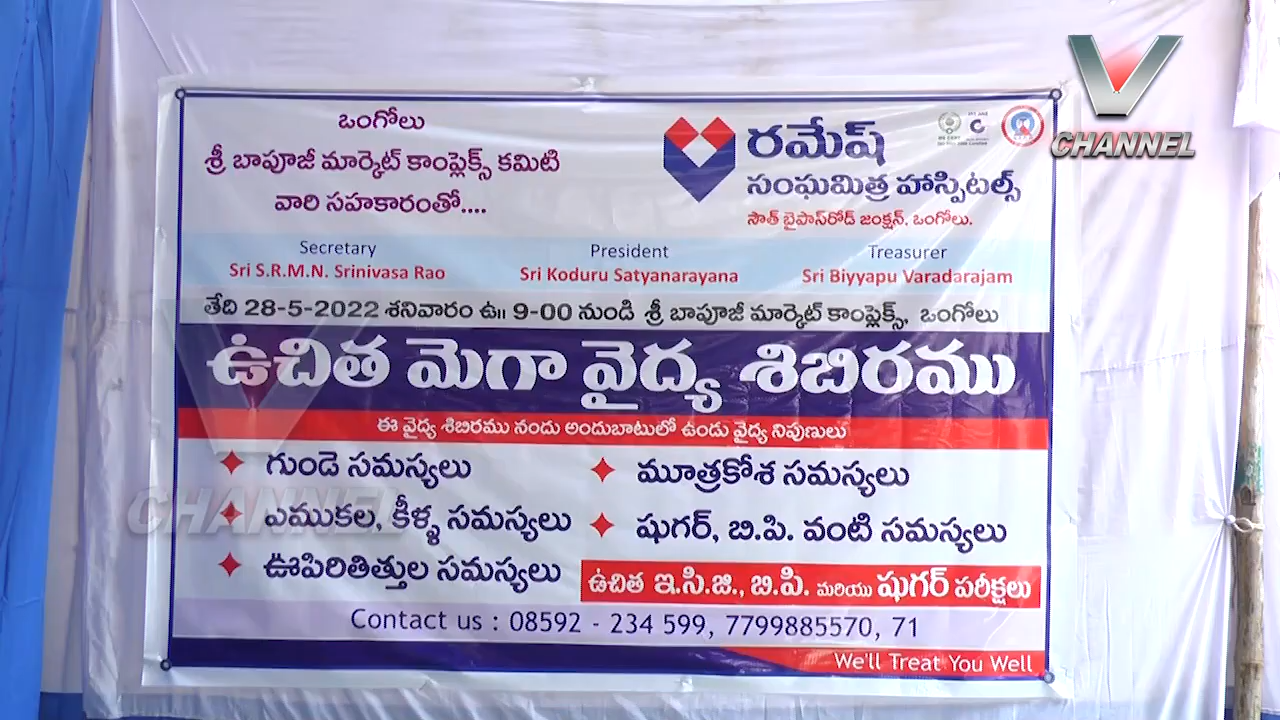 V
CHANNEL
ఒంగోలు
శ్రీ బాపూజీ మార్కెట్ కాంప్లెక్స్ కమిటి
వారి సహకారంతో....
రమేష్
సంఘమిత్ర హాస్పిటల్స్
సౌత్ బైపాస్‌రోడ్ జంక్షన్, ఒంగోలు.
Secretary President Treasurer
Sri S.R.M.N. Srinivasa Rao Sri Koduru Satyanarayana Sri Biyyapu Varadarajam
తేది 28-5-2022 శనివారం ఉ॥ 9-00 నుండి శ్రీ బాపూజీ మార్కెట్ కాంప్లెక్స్, ఒంగోలు
ఉచిత మెగా వైద్య శిబిరము
ఈ వైద్య శిబిరము నందు అందుబాటులో ఉండు వైద్య నిపుణులు
గుండె సమస్యలు
ఎముకల, కీళ్ళ సమస్యలు
ఊపిరితిత్తుల సమస్యలు
మూత్రకోశ సమస్యలు
షుగర్, బి.పి. వంటి సమస్యలు
ఉచిత ఇ.సి.జి., బి.పి. మరియు షుగర్ పరీక్షలు
Contact us : 08592 - 234 599, 7799885570, 71
We'll Treat You Well
CHANNEL